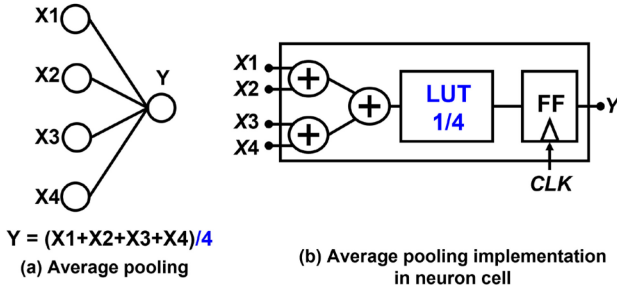 X1
X2
X3
X4
Y
Y = (X1+X2+X3+X4)/4
(a) Average pooling
X1
X2
X3
X4
+
+
+
LUT
1/4
FF
Y
CLK
(b) Average pooling implementation
in neuron cell